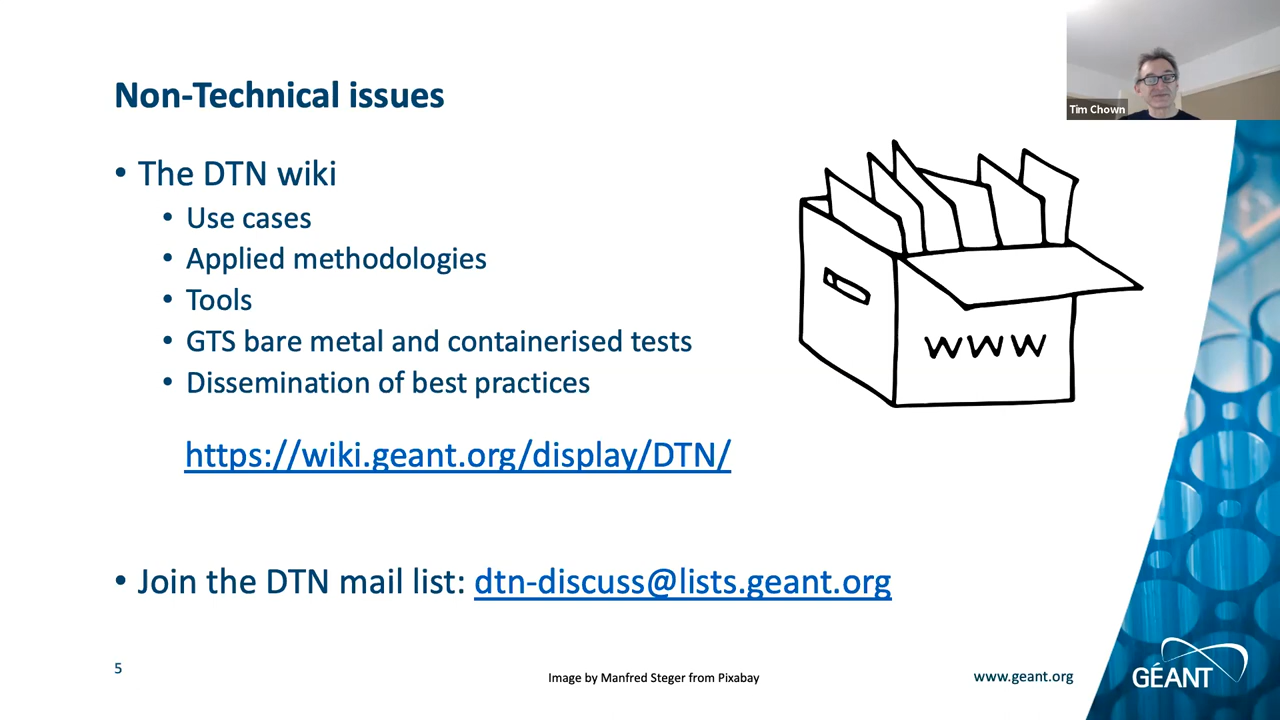 Tim Chown
Non-Technical issues
• The DTN wiki
• Use cases
• Applied methodologies
• Tools
• GTS bare metal and containerised tests
• Dissemination of best practices
https://wiki.geant.org/display/DTN/
www
• Join the DTN mail list: dtn-discuss@lists.geant.org
5
Image by Manfred Steger from Pixabay
www.geant.org
GÉANT